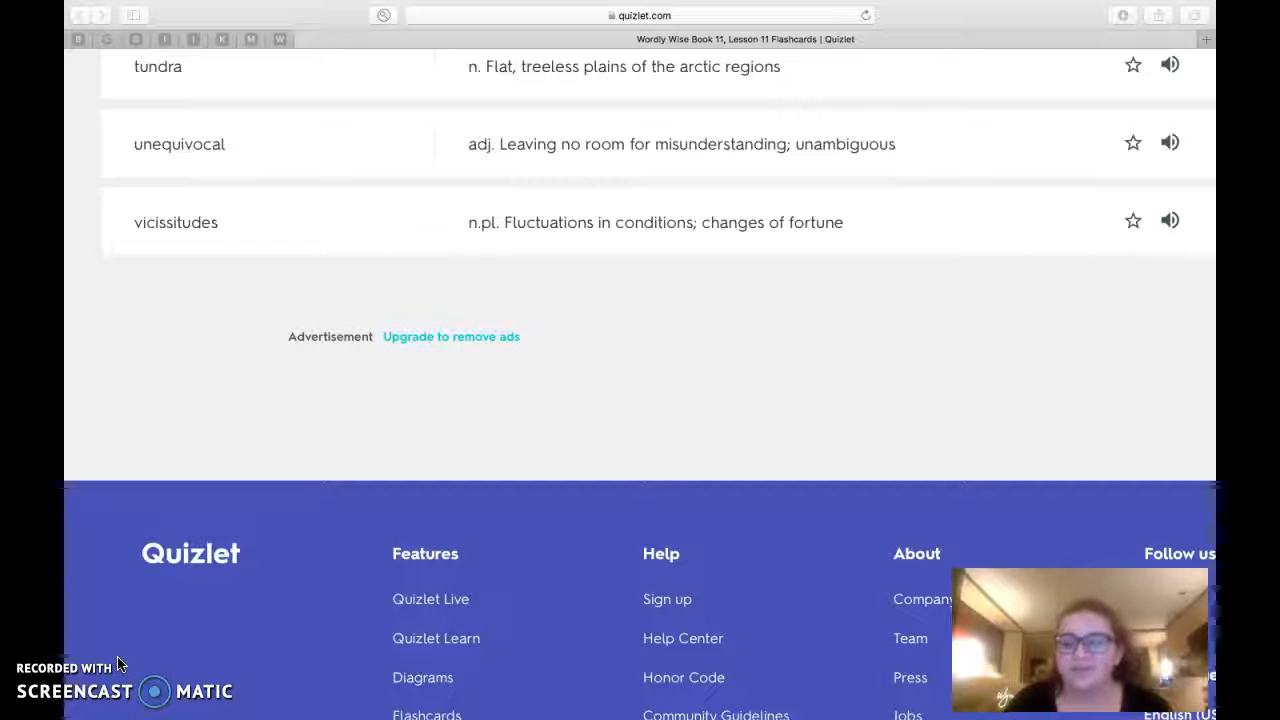 quizlet.com
B G I I K M W
Wordly Wise Book 11, Lesson 11 Flashcards | Quizlet
tundra
n. Flat, treeless plains of the arctic regions
unequivocal
adj. Leaving no room for misunderstanding; unambiguous
vicissitudes
n.pl. Fluctuations in conditions; changes of fortune
Advertisement Upgrade to remove ads
Quizlet
Features
Quizlet Live
Quizlet Learn
Diagrams
Flashcards
Help
Sign up
Help Center
Honor Code
Community Guidelines
About
Company
Team
Press
Jobs
Follow us
English (US
RECORDED WITH
SCREENCAST MATIC